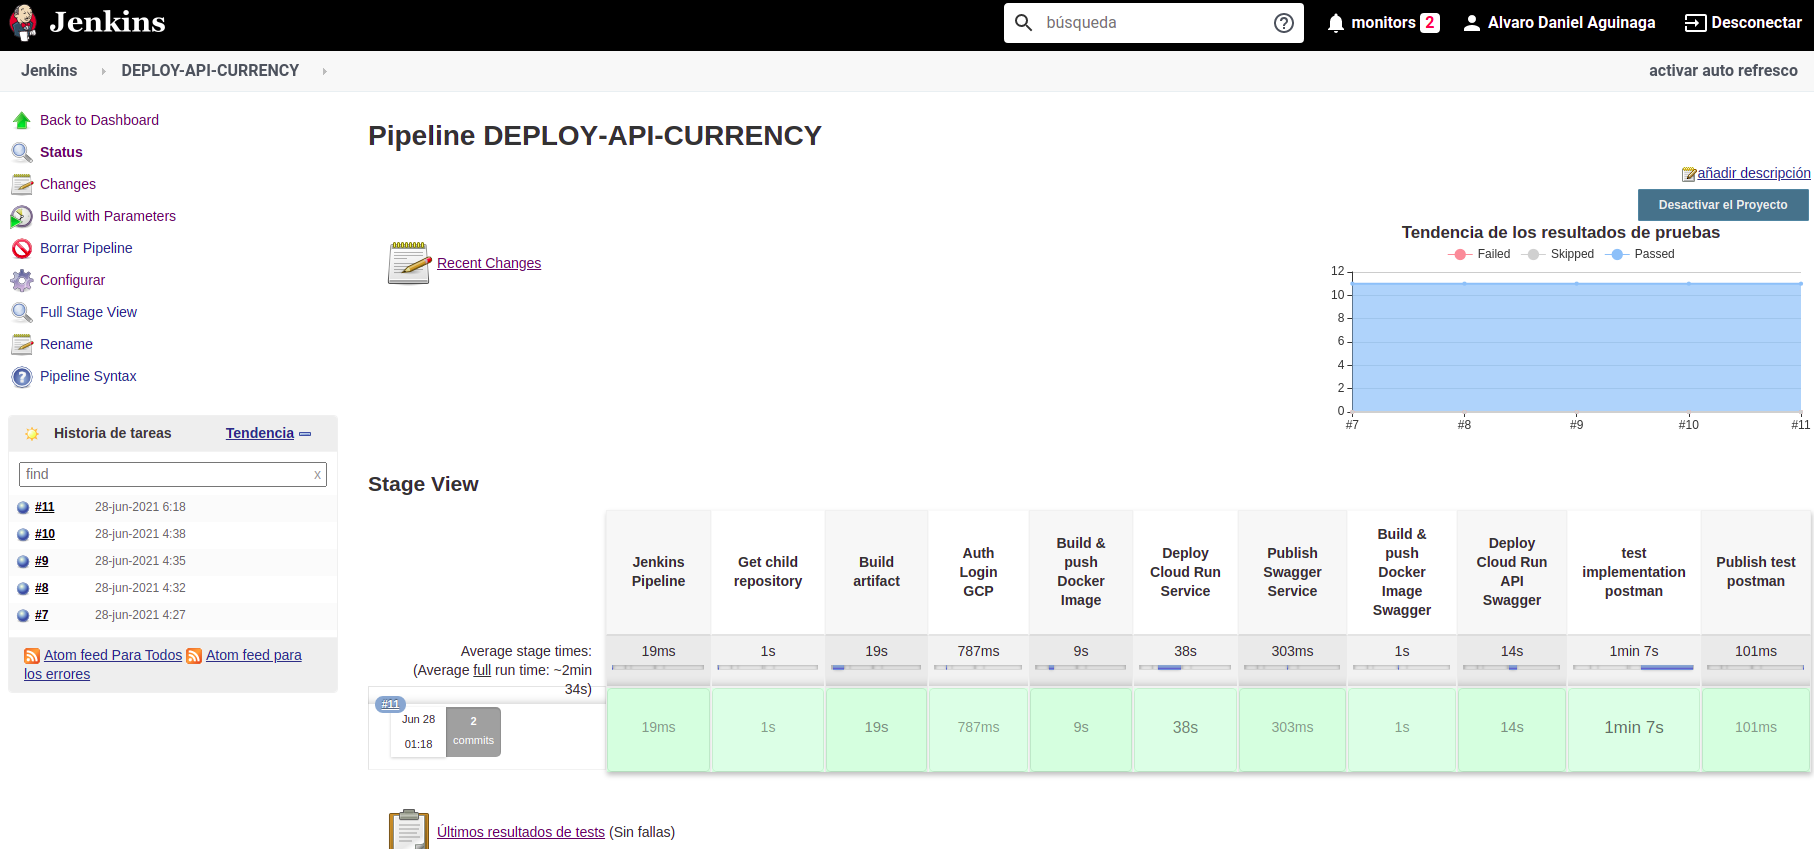 Jenkins
búsqueda
monitors 2
Alvaro Daniel Aguinaga
Desconectar
Jenkins
DEPLOY-API-CURRENCY
activar auto refresco
Back to Dashboard
Status
Changes
Build with Parameters
Borrar Pipeline
Configurar
Full Stage View
Rename
Pipeline Syntax
Historia de tareas
Tendencia
find
x
#11 28-jun-2021 6:18
#10 28-jun-2021 4:38
#9 28-jun-2021 4:35
#8 28-jun-2021 4:32
#7 28-jun-2021 4:27
Atom feed Para Todos
Atom feed para
los errores
Pipeline DEPLOY-API-CURRENCY
añadir descripción
Desactivar el Proyecto
Recent Changes
Tendencia de los resultados de pruebas
Failed Skipped Passed
12
10
8
6
4
2
0
#7 #8 #9 #10 #11
Stage View
Jenkins
Pipeline
Get child
repository
Build
artifact
Auth
Login
GCP
Build &
push
Docker
Image
Deploy
Cloud Run
Service
Publish
Swagger
Service
Build &
push
Docker
Image
Swagger
Deploy
Cloud Run
API
Swagger
test
implementation
postman
Publish test
postman
Average stage times:
(Average full run time: ~2min
34s)
19ms 1s 19s 787ms 9s 38s 303ms 1s 14s 1min 7s 101ms
#11
Jun 28
01:18
2
commits
19ms 1s 19s 787ms 9s 38s 303ms 1s 14s 1min 7s 101ms
Últimos resultados de tests (Sin fallas)